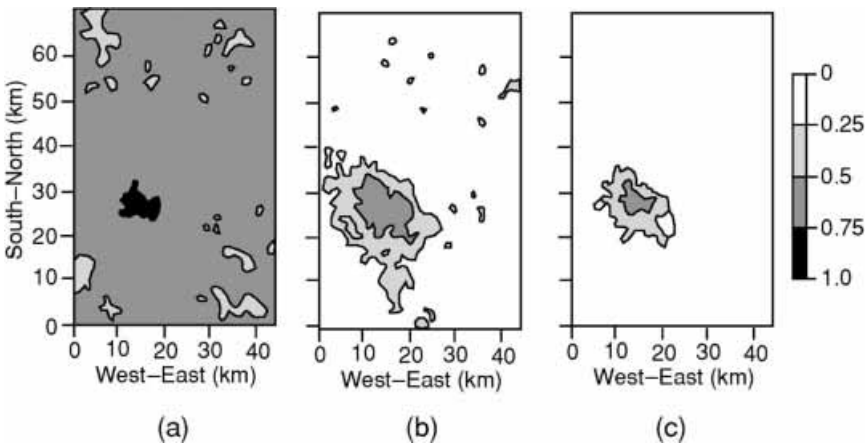 South–North (km)
60
50
40
30
20
10
0
0 10 20 30 40
West–East (km)
(a)
0 10 20 30 40
West–East (km)
(b)
0 10 20 30 40
West–East (km)
(c)
0
0.25
0.5
0.75
1.0